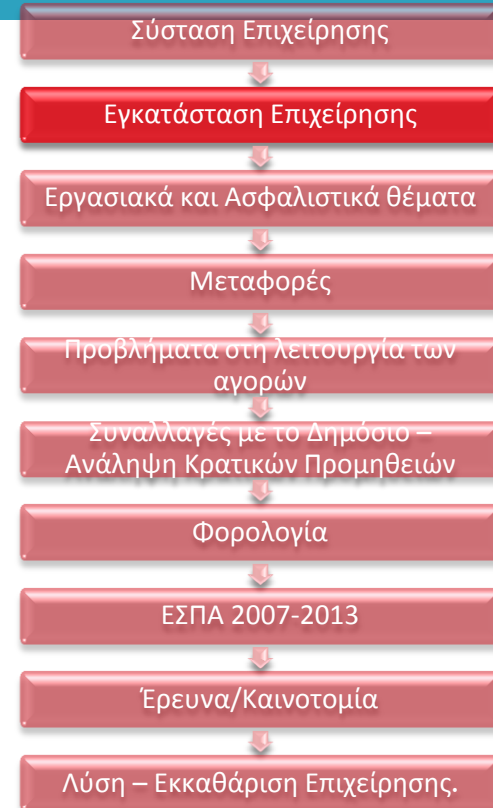 Σύσταση Επιχείρησης
Εγκατάσταση Επιχείρησης
Εργασιακά και Ασφαλιστικά θέματα
Μεταφορές
Προβλήματα στη λειτουργία των
αγορών
Συναλλαγές με το Δημόσιο –
Ανάληψη Κρατικών Προμηθειών
Φορολογία
ΕΣΠΑ 2007-2013
Έρευνα/Καινοτομία
Λύση – Εκκαθάριση Επιχείρησης.